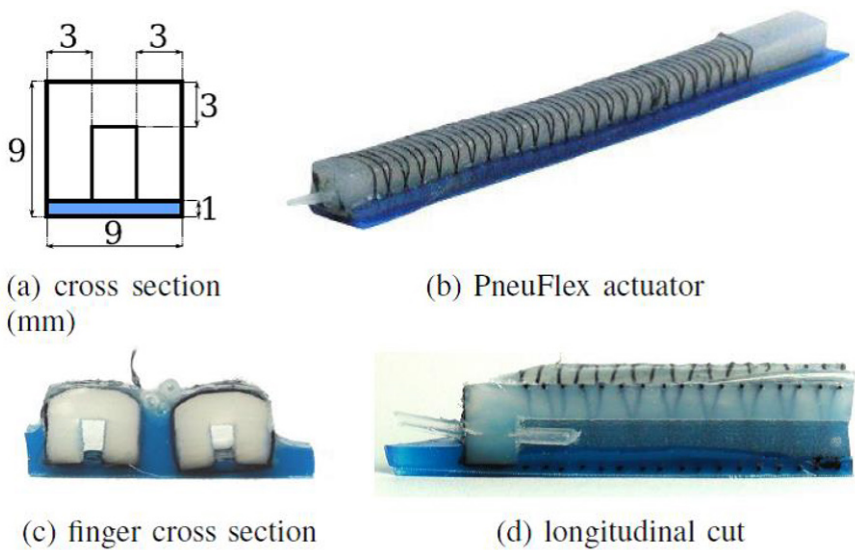 3 3
3
9
1
9
(a) cross section
(mm)
(b) PneuFlex actuator
(c) finger cross section
(d) longitudinal cut